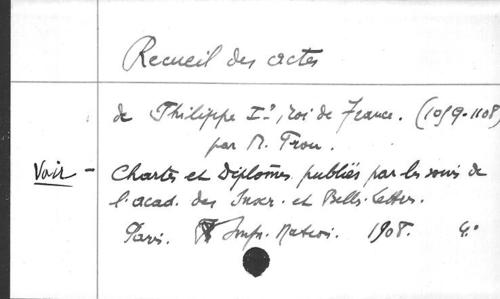 Recueil des actes
de Philippe Ier, roi de France. (1059-1108)
par M. Prou.
Voir - Chartes et Diplômes publiés par les soins de
l'acad. des Inscr. et Bells-Lettres.
Paris. Impr. Nation. 1908. 4°